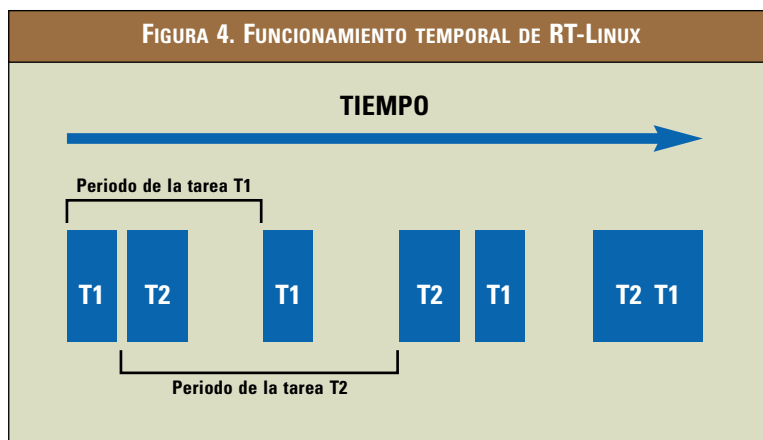 FIGURA 4. FUNCIONAMIENTO TEMPORAL DE RT-LINUX
TIEMPO
Periodo de la tarea T1
T1 T2 T1 T2 T1 T2 T1
Periodo de la tarea T2